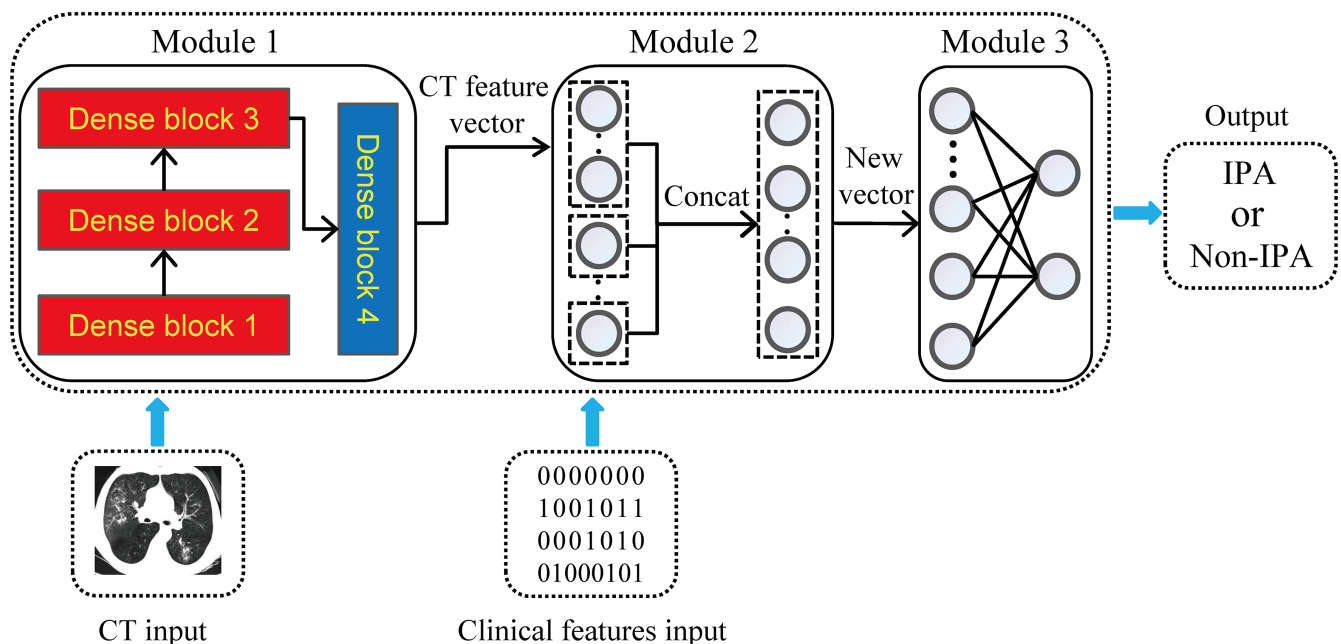 Module 1
Module 2
Module 3
Dense block 3
Dense block 2
Dense block 1
Dense block 4
CT feature
vector
Concat
New
vector
Output
IPA
or
Non-IPA
0000000
1001011
0001010
01000101
CT input
Clinical features input